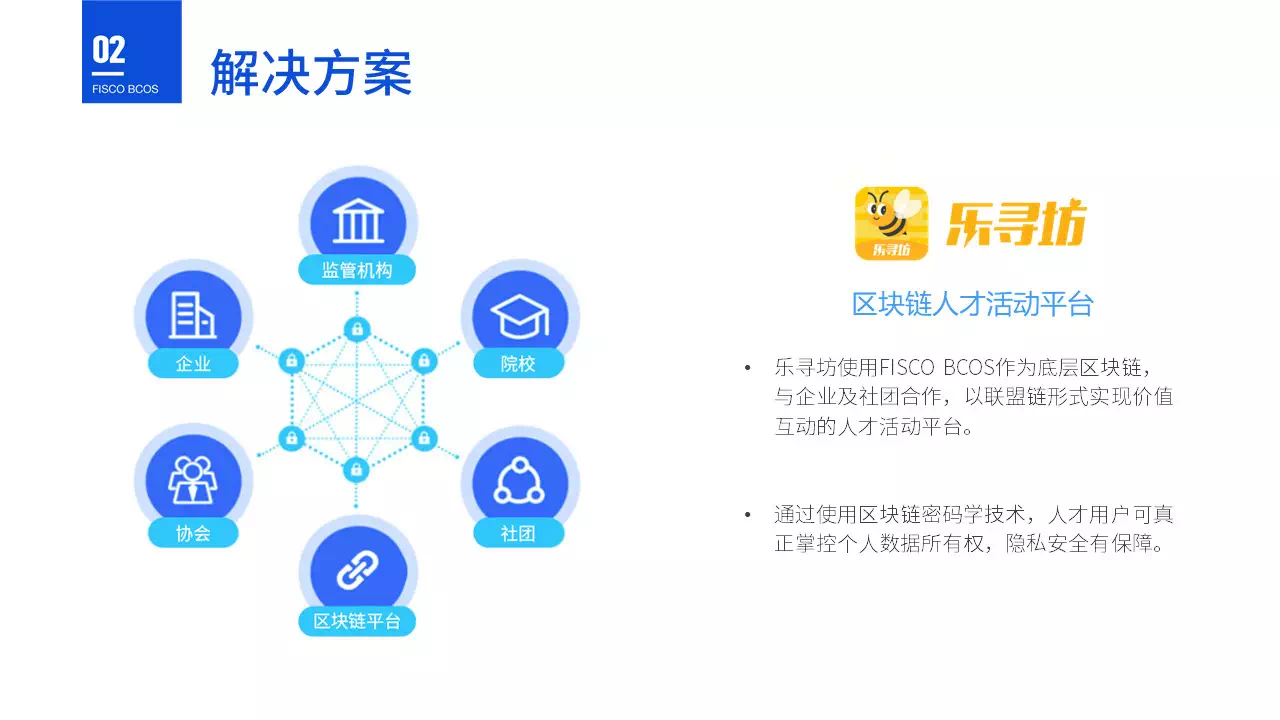 02
FISCO BCOS
解决方案
监管机构
企业
院校
协会
社团
区块链平台
乐寻坊
乐寻坊
区块链人才活动平台
• 乐寻坊使用FISCO BCOS作为底层区块链，
与企业及社团合作，以联盟链形式实现价值
互动的人才活动平台。
• 通过使用区块链密码学技术，人才用户可真
正掌控个人数据所有权，隐私安全有保障。